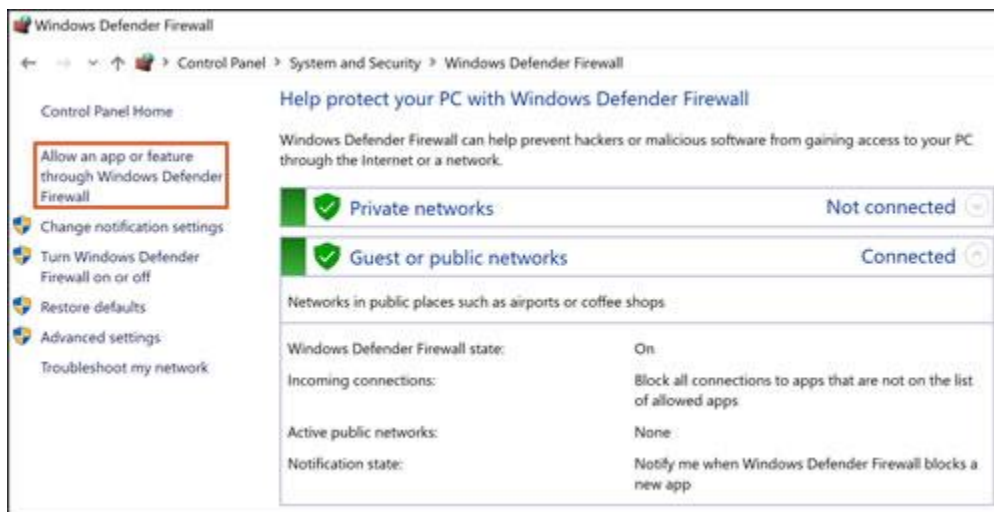 Windows Defender Firewall
Control Panel > System and Security > Windows Defender Firewall
Control Panel Home
Allow an app or feature
through Windows Defender
Firewall
Change notification settings
Turn Windows Defender
Firewall on or off
Restore defaults
Advanced settings
Troubleshoot my network
Help protect your PC with Windows Defender Firewall
Windows Defender Firewall can help prevent hackers or malicious software from gaining access to your PC
through the Internet or a network.
Private networks Not connected
Guest or public networks Connected
Networks in public places such as airports or coffee shops
Windows Defender Firewall state: On
Incoming connections: Block all connections to apps that are not on the list
of allowed apps
Active public networks: None
Notification state: Notify me when Windows Defender Firewall blocks a
new app